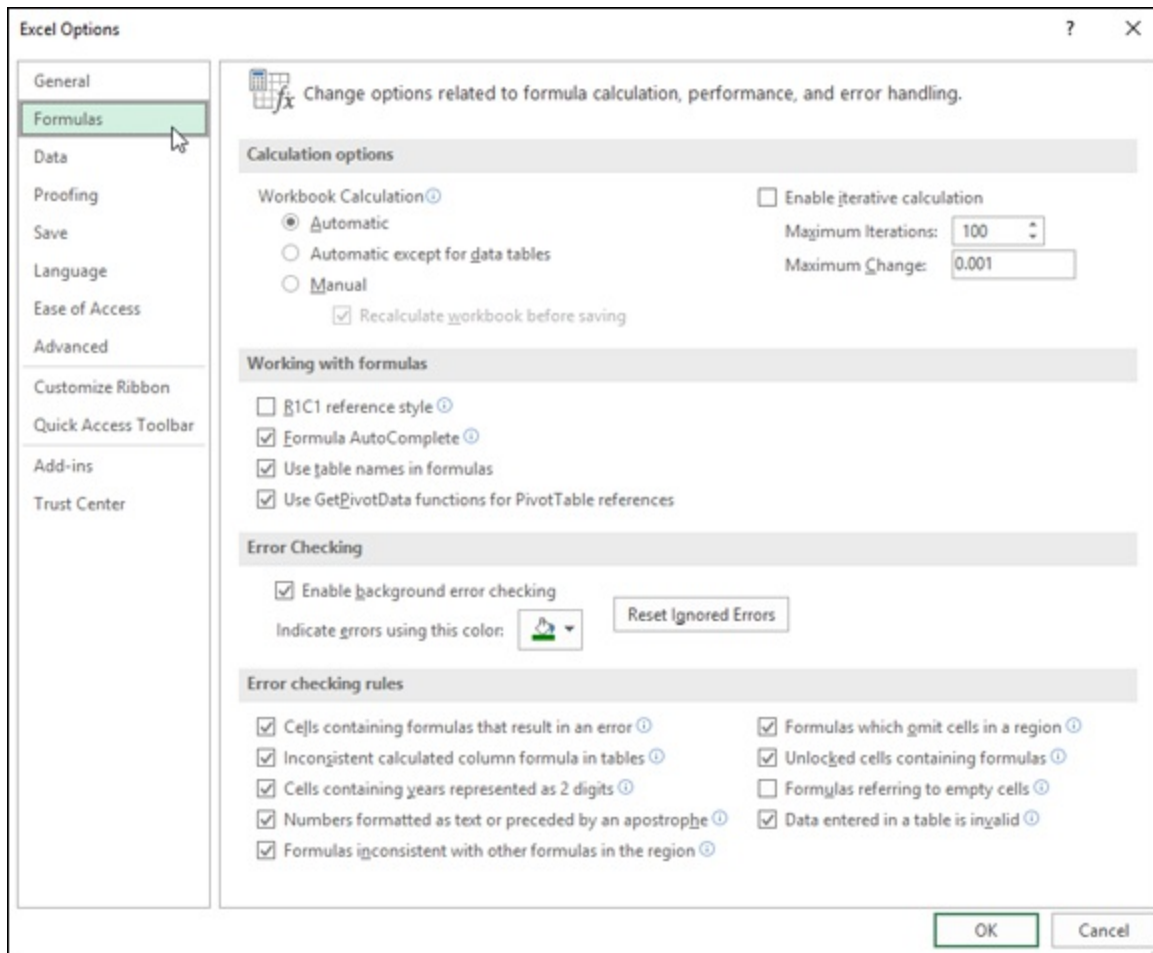 Excel Options
?
General
Formulas
Data
Proofing
Save
Language
Ease of Access
Advanced
Customize Ribbon
Quick Access Toolbar
Add-ins
Trust Center
fx Change options related to formula calculation, performance, and error handling.
Calculation options
Workbook Calculation
Automatic
Automatic except for data tables
Manual
Recalculate workbook before saving
Enable iterative calculation
Maximum Iterations: 100
Maximum Change: 0.001
Working with formulas
R1C1 reference style
Formula AutoComplete
Use table names in formulas
Use GetPivotData functions for PivotTable references
Error Checking
Enable background error checking
Indicate errors using this color:
Reset Ignored Errors
Error checking rules
Cells containing formulas that result in an error
Inconsistent calculated column formula in tables
Cells containing years represented as 2 digits
Numbers formatted as text or preceded by an apostrophe
Formulas inconsistent with other formulas in the region
Formulas which omit cells in a region
Unlocked cells containing formulas
Formulas referring to empty cells
Data entered in a table is invalid
OK
Cancel